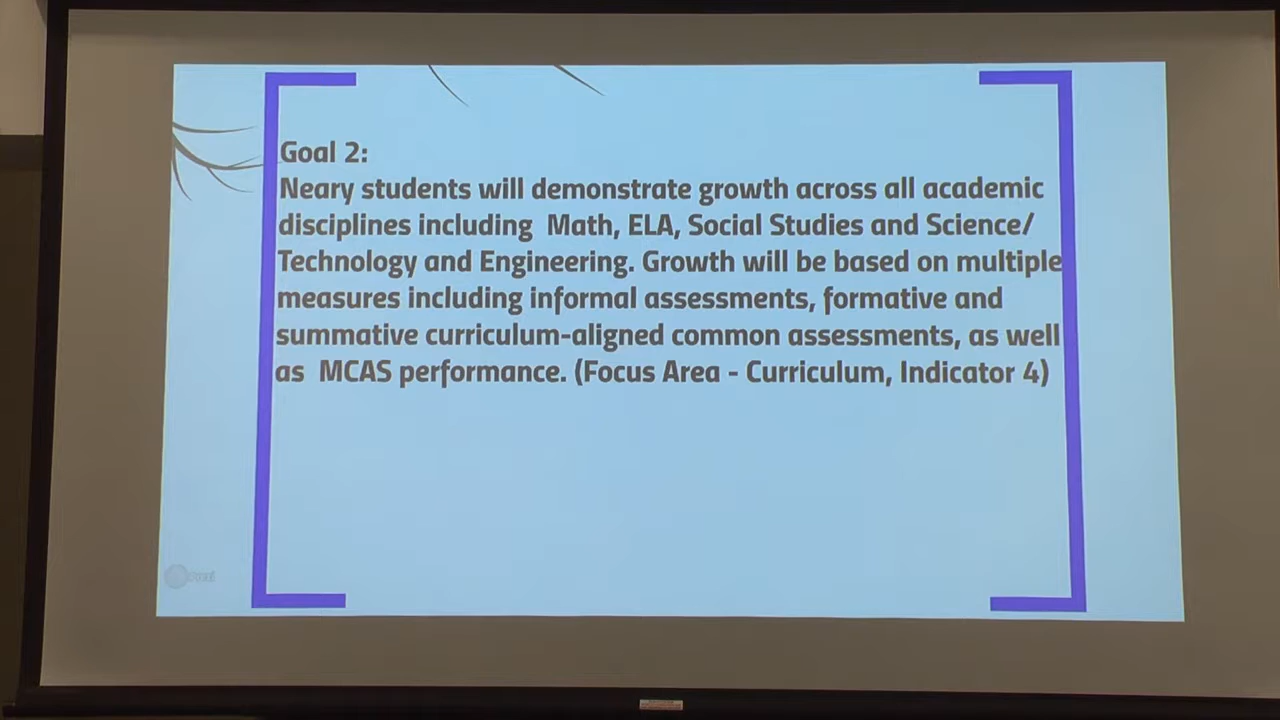 Goal 2:
Neary students will demonstrate growth across all academic
disciplines including  Math, ELA, Social Studies and Science/
Technology and Engineering. Growth will be based on multiple
measures including informal assessments, formative and
summative curriculum-aligned common assessments, as well
as  MCAS performance. (Focus Area - Curriculum, Indicator 4)